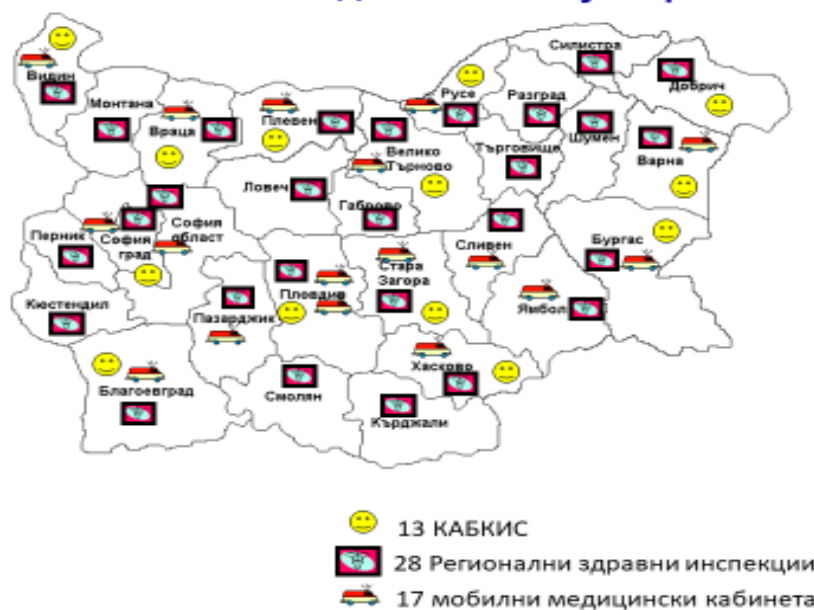 Силистра
Видин
Русе
Разград
Добрич
Монтана
Враца
Плевен
Велико
Търново
Търговище
Шумен
Варна
Ловеч
Габрово
София
област
София
град
Перник
Сливен
Бургас
Стара
Загора
Пловдив
Кюстендил
Пазарджик
Ямбол
Хасково
Благоевград
Смолян
Кърджали
13 КАБКИС
28 Регионални здравни инспекции
17 мобилни медицински кабинета